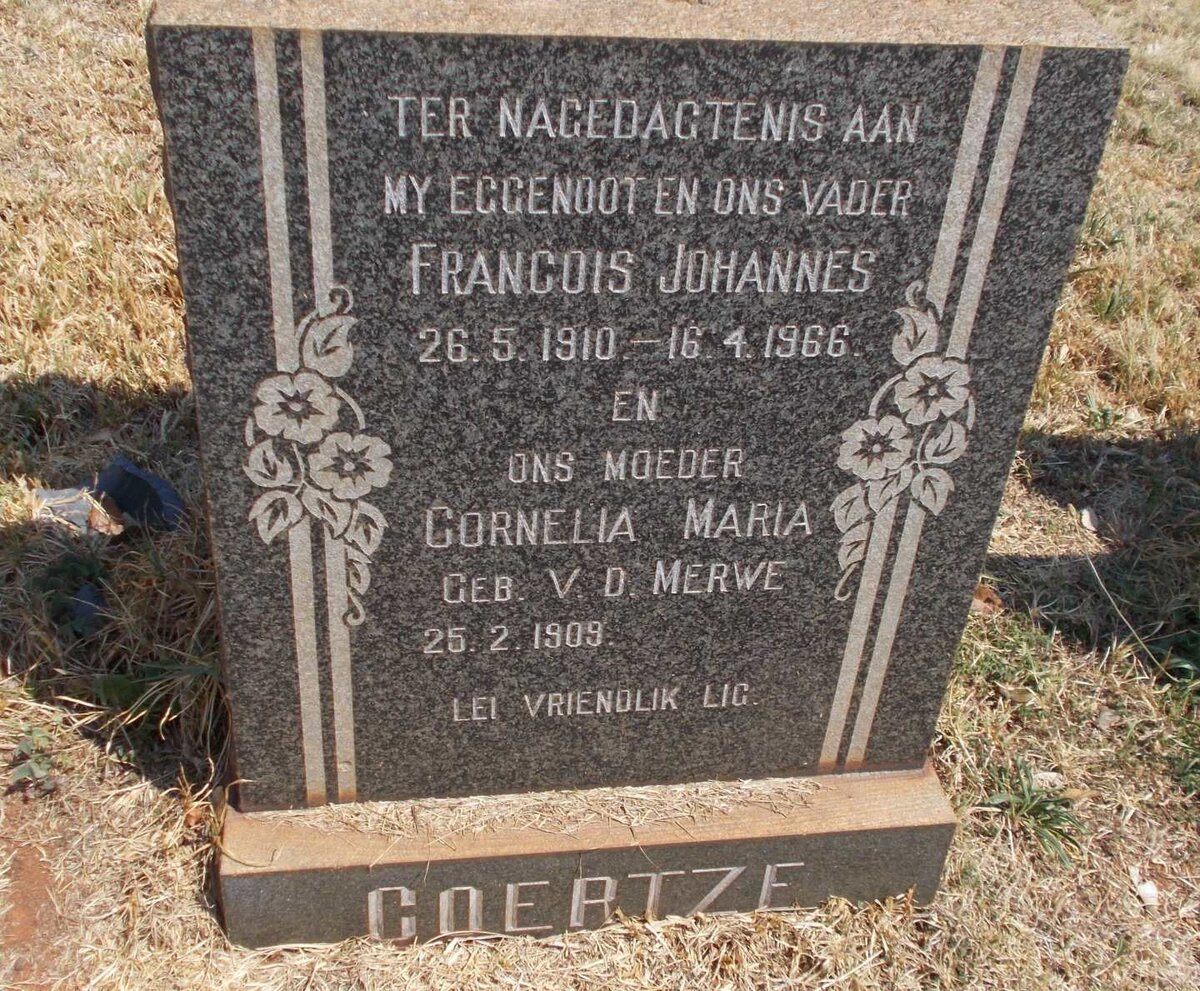 TER NAGEDAGTENIS AAN
MY EGGENOOT EN ONS VADER
FRANCOIS JOHANNES
26.5.1910.—16.4.1966.
EN
ONS MOEDER
CORNELIA MARIA
GEB. V. D. MERWE
25.2.1909.
LEI VRIENDLIK LIG.
COERTZE